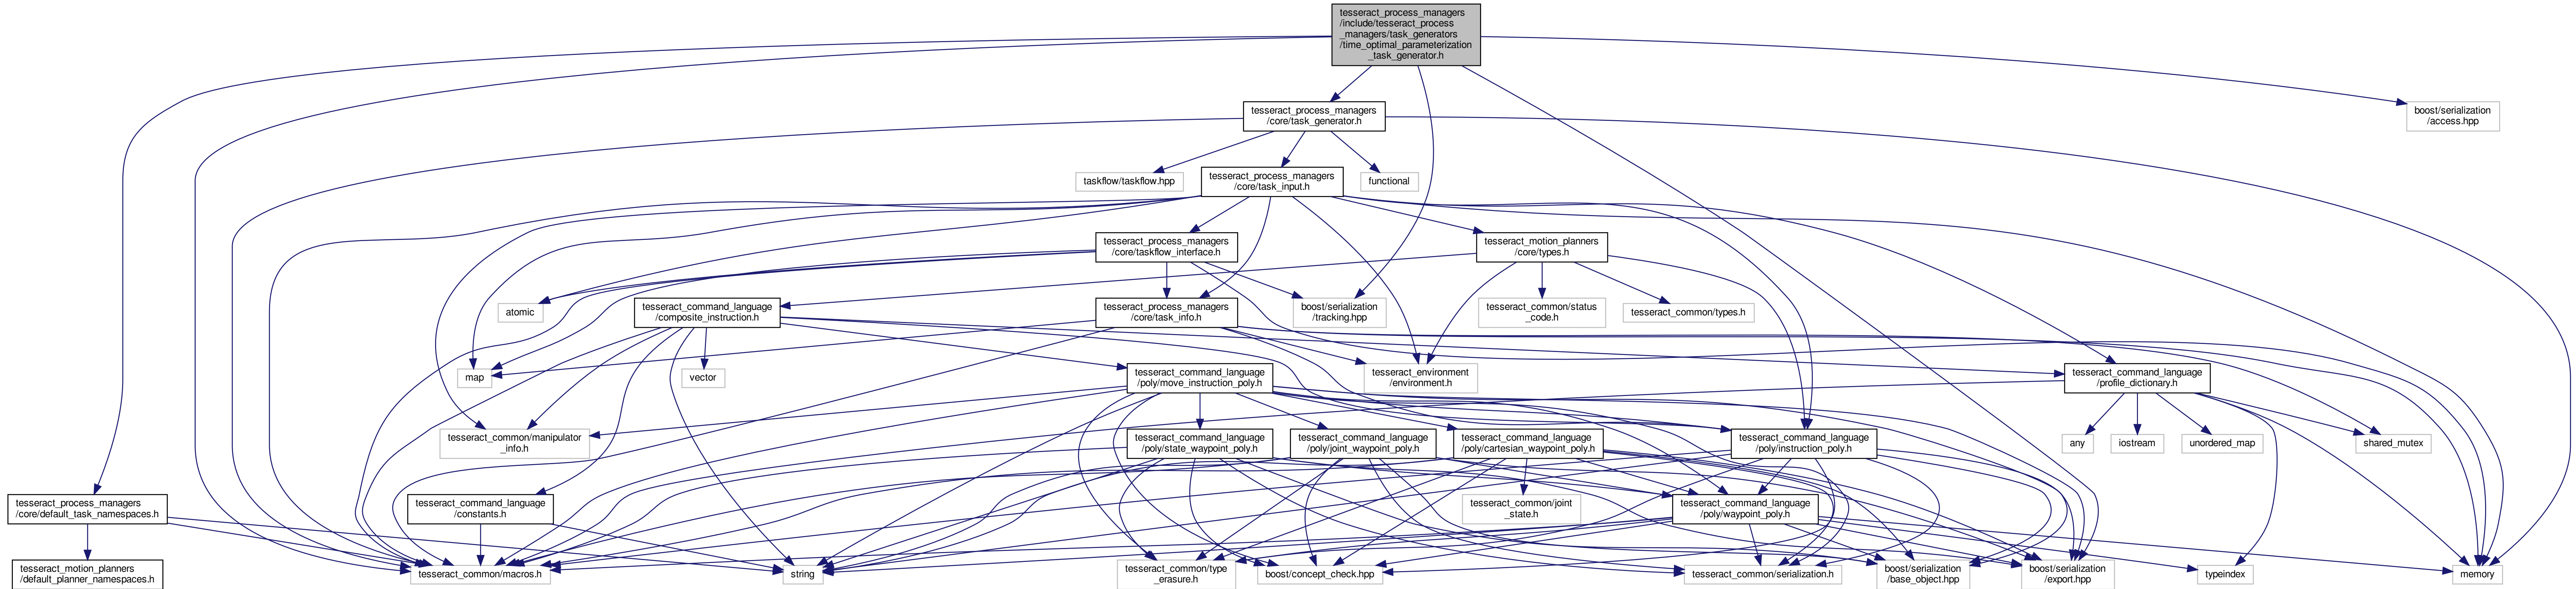 tesseract_process_managers
/include/tesseract_process
_managers/task_generators
/time_optimal_parameterization
_task_generator.h
tesseract_process_managers
/core/task_generator.h
boost/serialization
/access.hpp
taskflow/taskflow.hpp
tesseract_process_managers
/core/task_input.h
functional
tesseract_process_managers
/core/taskflow_interface.h
tesseract_motion_planners
/core/types.h
atomic
tesseract_command_language
/composite_instruction.h
tesseract_process_managers
/core/task_info.h
boost/serialization
/tracking.hpp
tesseract_common/status
_code.h
tesseract_common/types.h
map
vector
tesseract_command_language
/poly/move_instruction_poly.h
tesseract_environment
/environment.h
tesseract_command_language
/profile_dictionary.h
tesseract_common/manipulator
_info.h
tesseract_command_language
/poly/state_waypoint_poly.h
tesseract_command_language
/poly/joint_waypoint_poly.h
tesseract_command_language
/poly/cartesian_waypoint_poly.h
tesseract_command_language
/poly/instruction_poly.h
any
iostream
unordered_map
shared_mutex
tesseract_process_managers
/core/default_task_namespaces.h
tesseract_command_language
/constants.h
tesseract_common/joint
_state.h
tesseract_command_language
/poly/waypoint_poly.h
tesseract_motion_planners
/default_planner_namespaces.h
tesseract_common/macros.h
string
tesseract_common/type
_erasure.h
boost/concept_check.hpp
tesseract_common/serialization.h
boost/serialization
/base_object.hpp
boost/serialization
/export.hpp
typeindex
memory